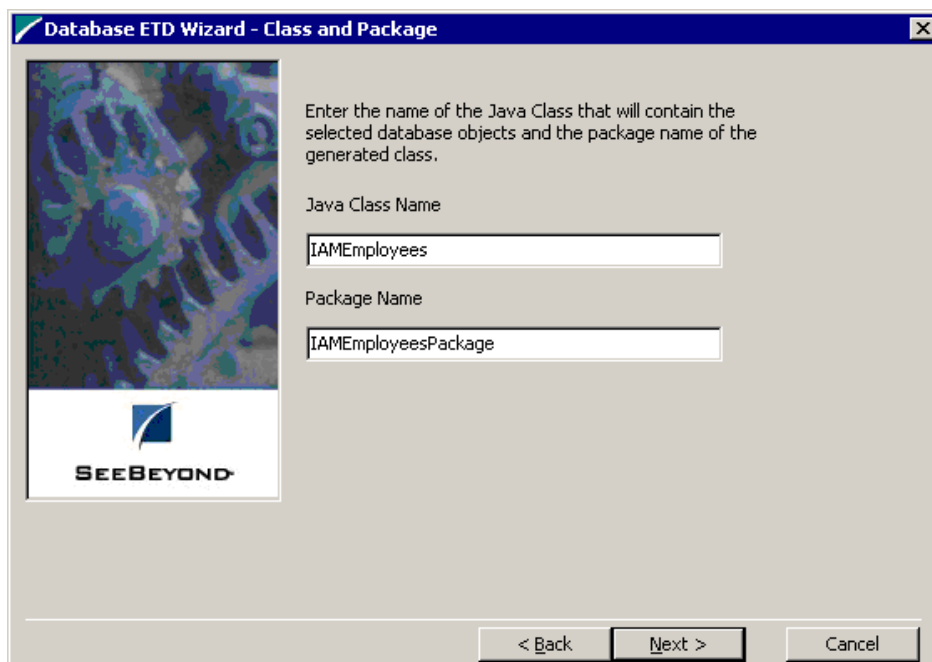 Database ETD Wizard - Class and Package
Enter the name of the Java Class that will contain the
selected database objects and the package name of the
generated class.
Java Class Name
IAMEmployees
Package Name
IAMEmployeesPackage
SEEBEYOND
< Back
Next >
Cancel